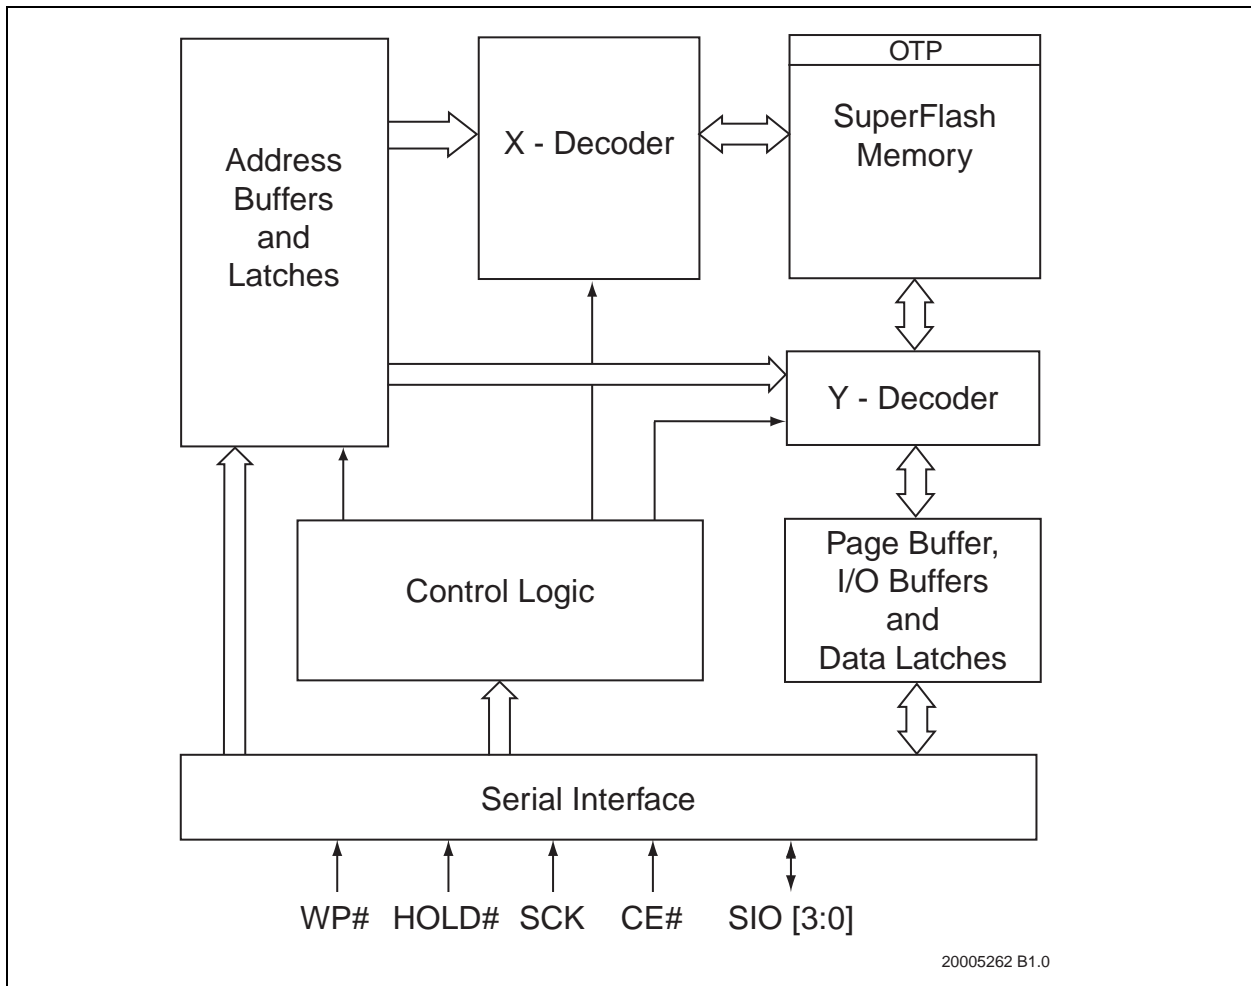 OTP
SuperFlash
Memory
X - Decoder
Address
Buffers
and
Latches
Y - Decoder
Page Buffer,
I/O Buffers
and
Data Latches
Control Logic
Serial Interface
WP# HOLD# SCK CE# SIO [3:0]
20005262 B1.0